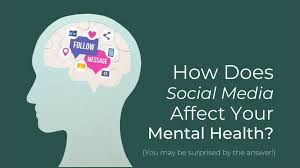 FOLLOW
MESSAGE
How Does
Social Media
Affect Your
Mental Health?
(You may be surprised by the answer!)